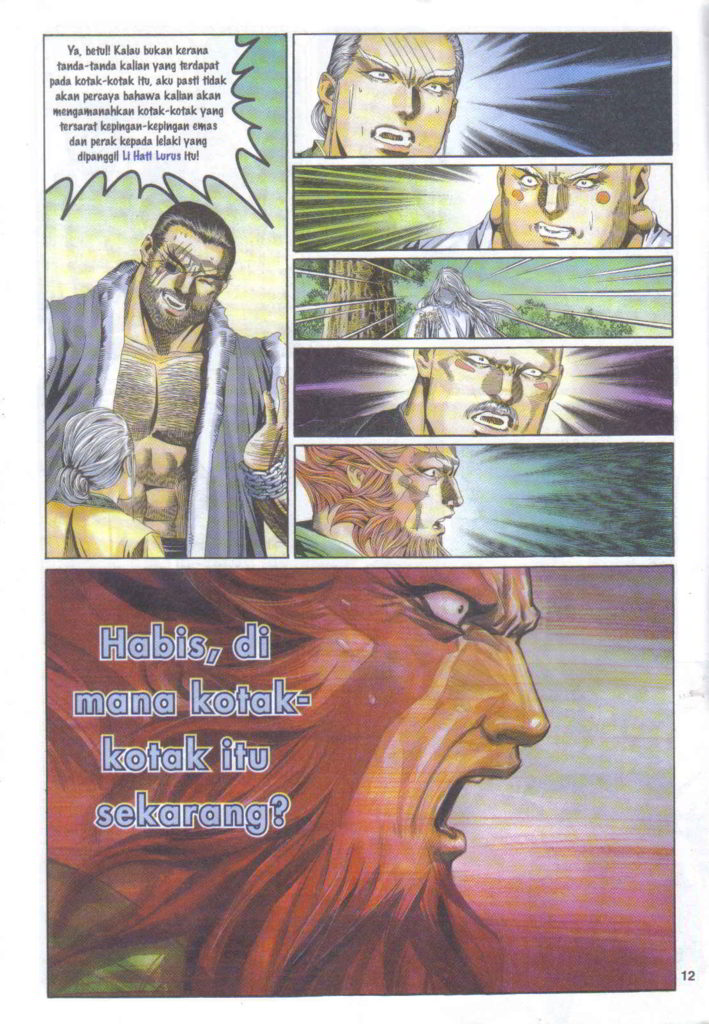 Ya, betul! Kalau bukan kerana
tanda-tanda kalian yang terdapat
pada kotak-kotak itu, aku pasti tidak
akan percaya bahawa kalian akan
mengamanahkan kotak-kotak yang
tersarat kepingan-kepingan emas
dan perak kepada lelaki yang
dipanggil Li Hati Lurus itu!
Habis, di
mana kotak-
kotak itu
sekarang?
12